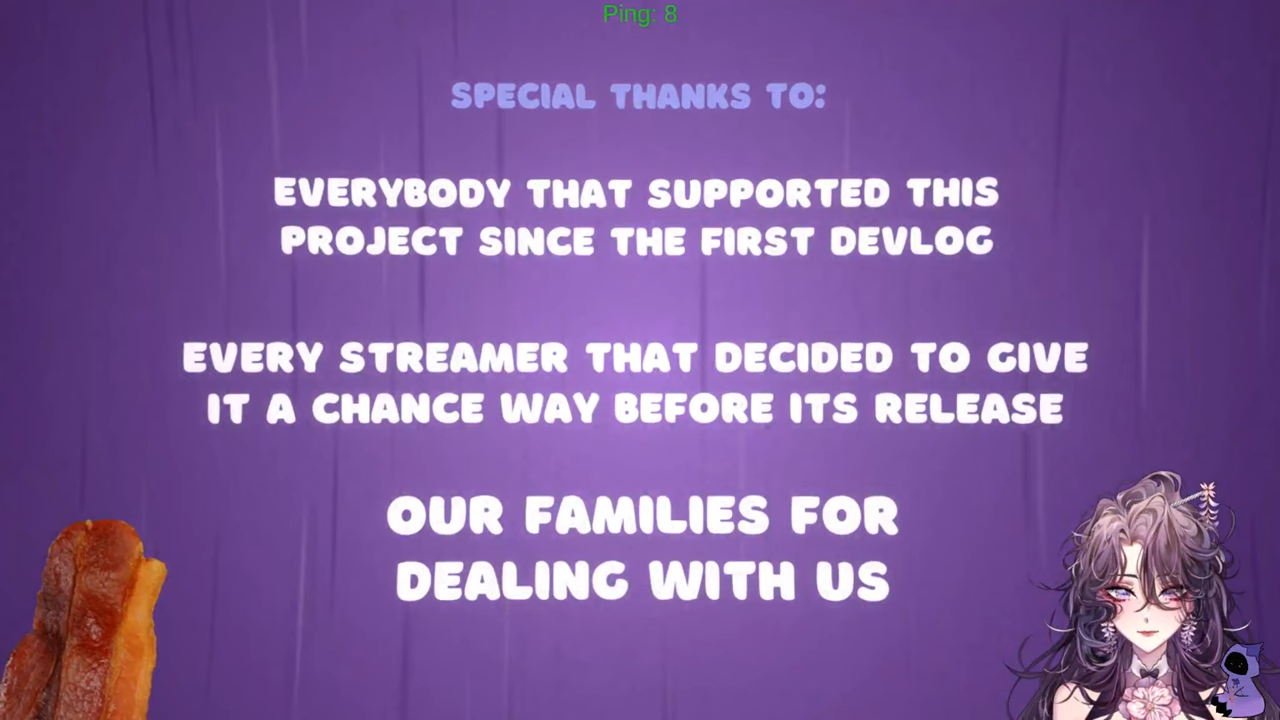 Ping: 8
SPECIAL THANKS TO:
EVERYBODY THAT SUPPORTED THIS
PROJECT SINCE THE FIRST DEVLOG
EVERY STREAMER THAT DECIDED TO GIVE
IT A CHANCE WAY BEFORE ITS RELEASE
OUR FAMILIES FOR
DEALING WITH US